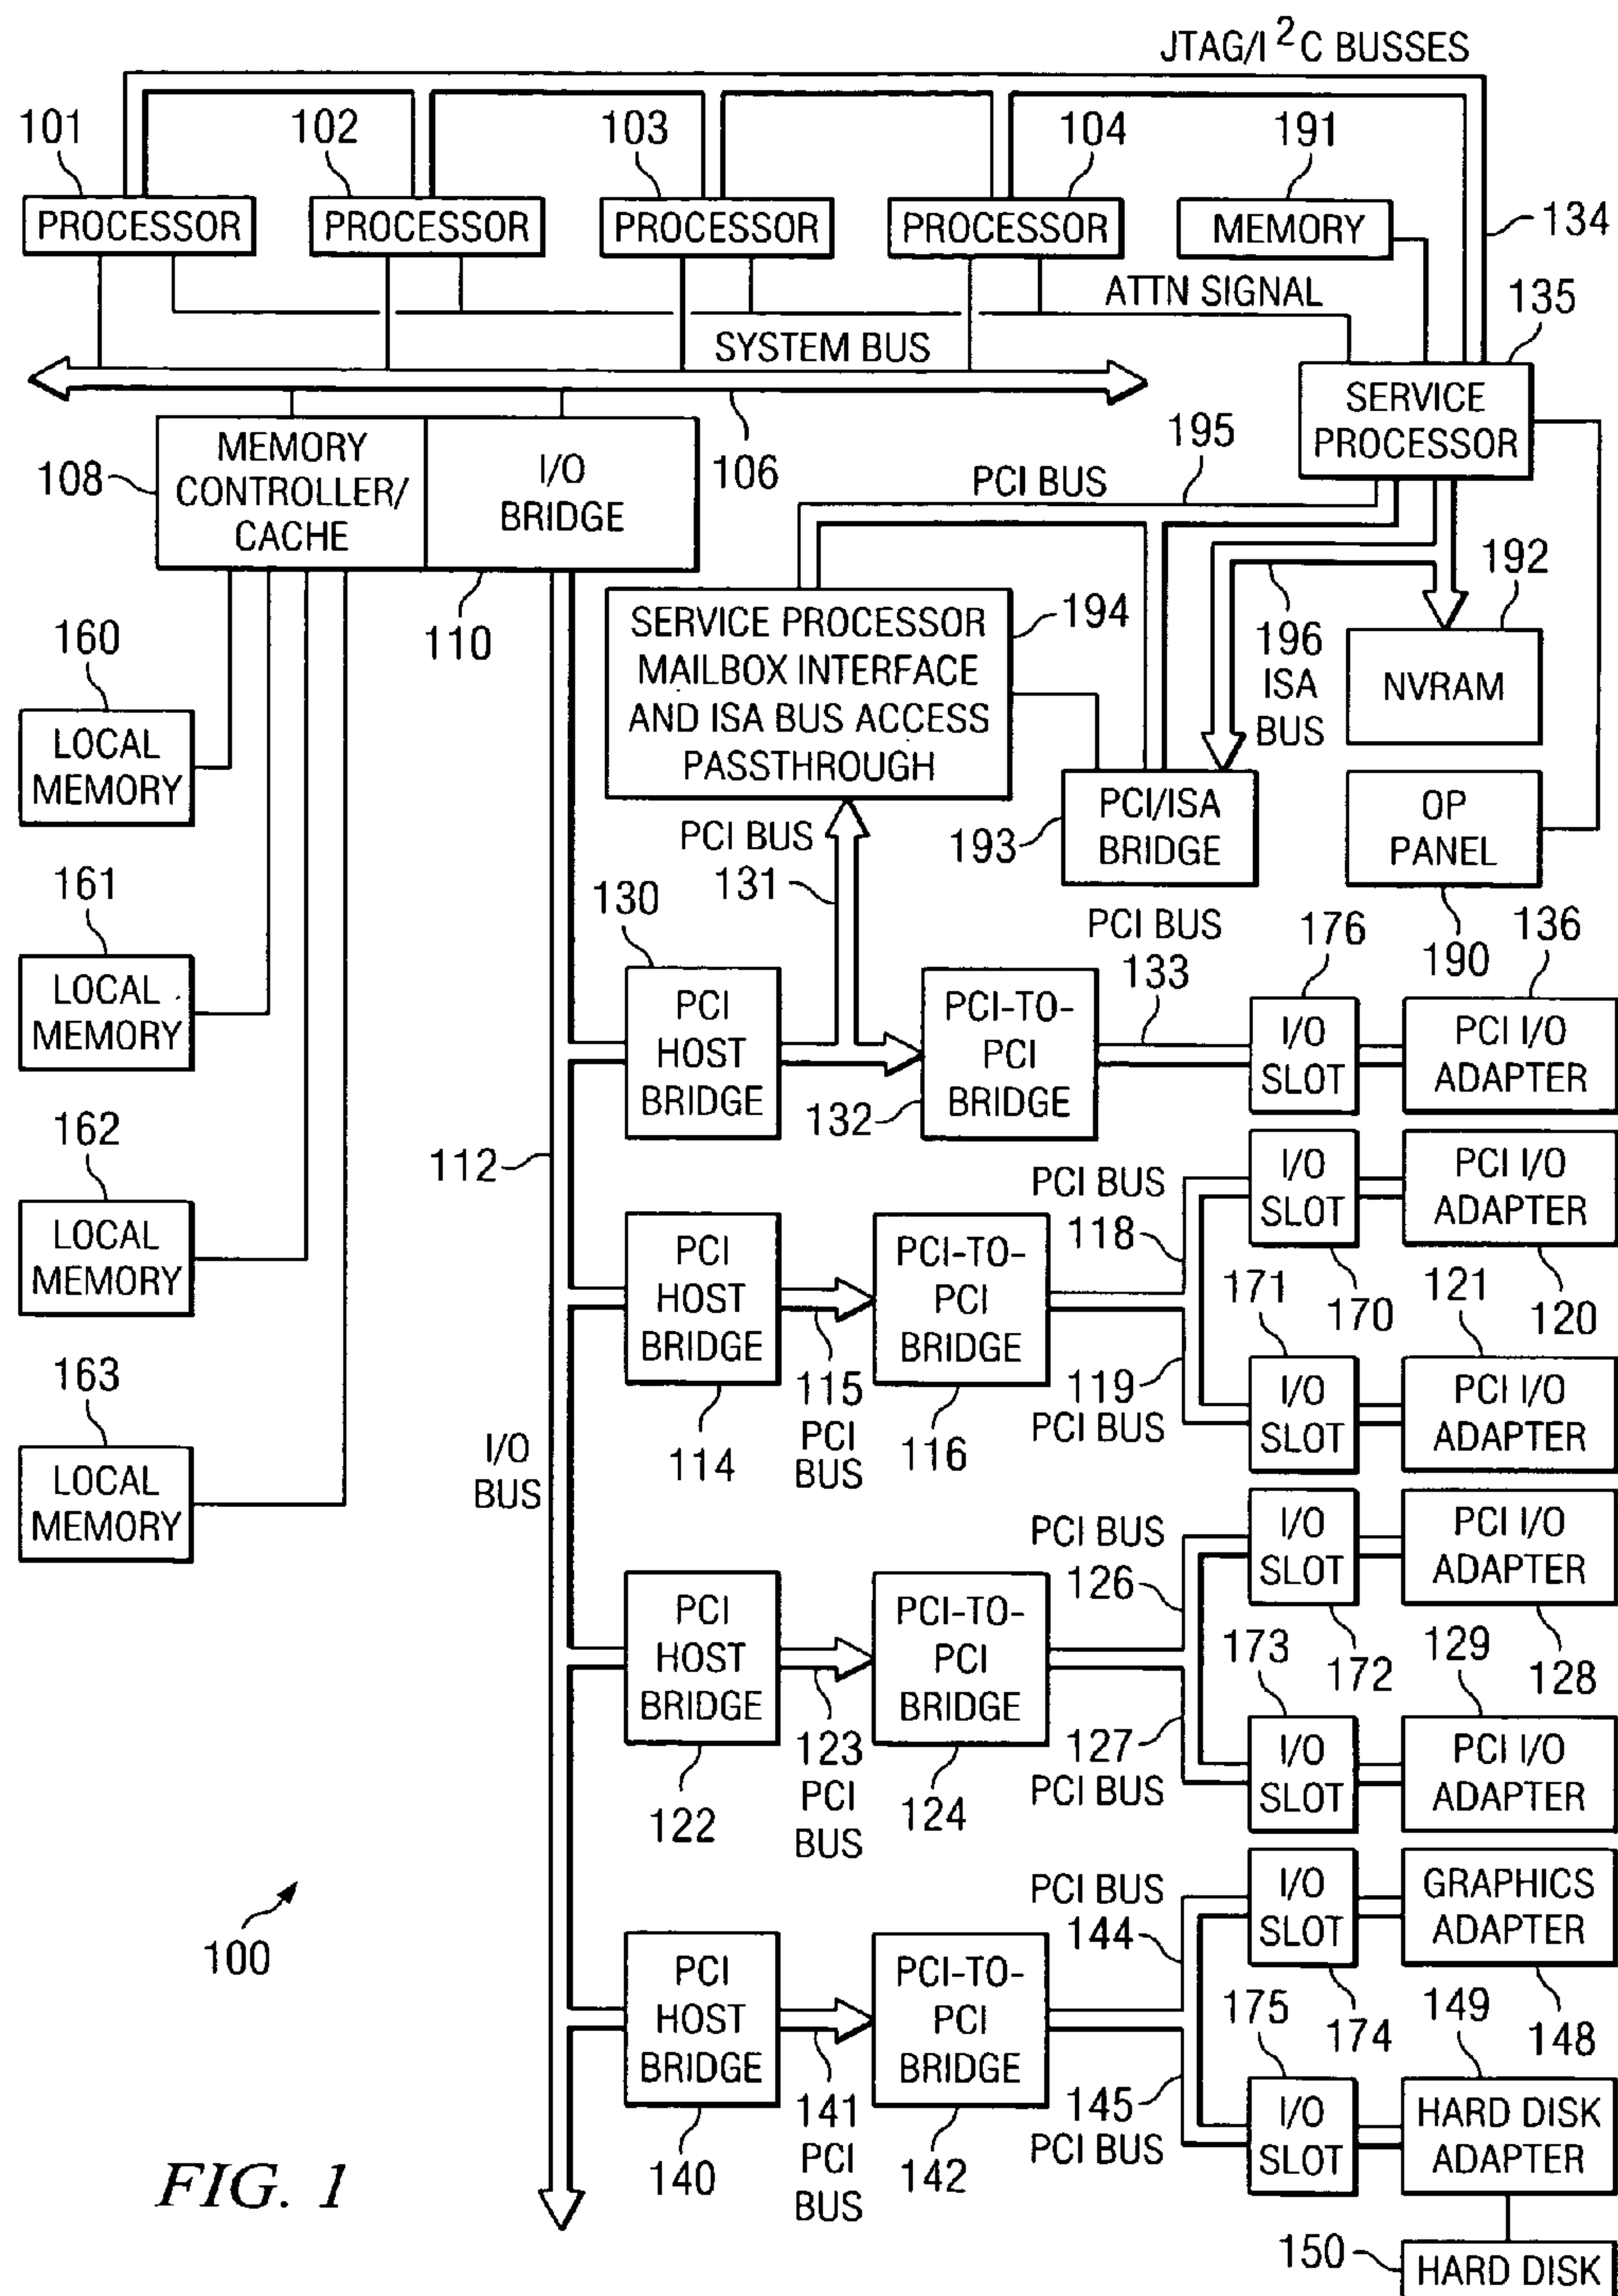 JTAG/I²C BUSSES
101
102
103
104
191
PROCESSOR
PROCESSOR
PROCESSOR
PROCESSOR
MEMORY
134
ATTN SIGNAL
135
SYSTEM BUS
SERVICE
PROCESSOR
108
MEMORY
CONTROLLER/
CACHE
I/O
BRIDGE
106
195
PCI BUS
110
192
SERVICE PROCESSOR
MAILBOX INTERFACE
AND ISA BUS ACCESS
PASSTHROUGH
194
196
ISA
BUS
NVRAM
160
LOCAL
MEMORY
PCI BUS
131
193
PCI/ISA
BRIDGE
OP
PANEL
190
161
LOCAL
MEMORY
130
PCI
HOST
BRIDGE
132
PCI-TO-
PCI
BRIDGE
PCI BUS
133
176
I/O
SLOT
136
PCI I/O
ADAPTER
162
LOCAL
MEMORY
112
PCI
HOST
BRIDGE
114
115
PCI
BUS
PCI-TO-
PCI
BRIDGE
116
PCI BUS
118
I/O
SLOT
170
PCI I/O
ADAPTER
120
119
PCI BUS
171
I/O
SLOT
121
PCI I/O
ADAPTER
163
LOCAL
MEMORY
I/O
BUS
PCI
HOST
BRIDGE
122
123
PCI
BUS
PCI-TO-
PCI
BRIDGE
124
PCI BUS
126
I/O
SLOT
172
PCI I/O
ADAPTER
128
127
PCI BUS
173
I/O
SLOT
129
PCI I/O
ADAPTER
100
PCI
HOST
BRIDGE
140
141
PCI
BUS
PCI-TO-
PCI
BRIDGE
142
PCI BUS
144
I/O
SLOT
174
GRAPHICS
ADAPTER
148
145
PCI BUS
175
I/O
SLOT
149
HARD DISK
ADAPTER
150
HARD DISK
FIG. 1